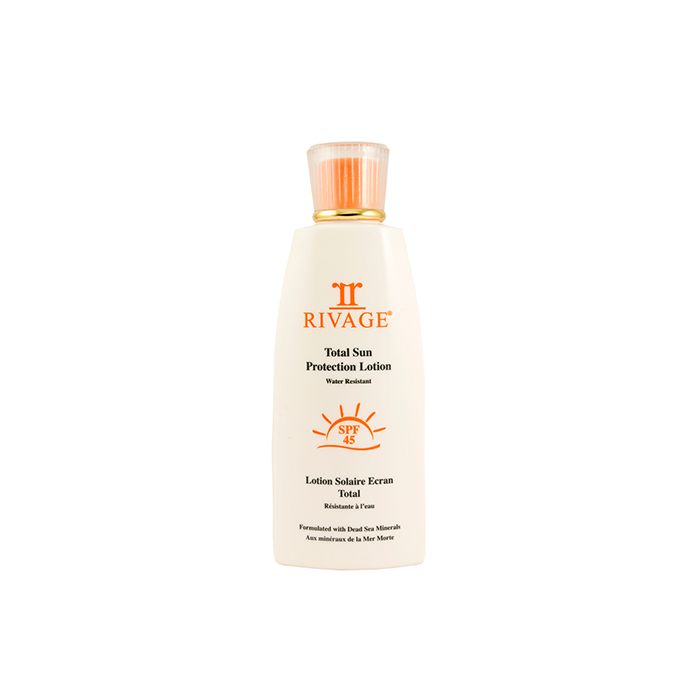 RIVAGE®
Total Sun
Protection Lotion
Water Resistant
SPF
45
Lotion Solaire Ecran
Total
Résistante à l'eau
Formulated with Dead Sea Minerals
Aux minéraux de la Mer Morte